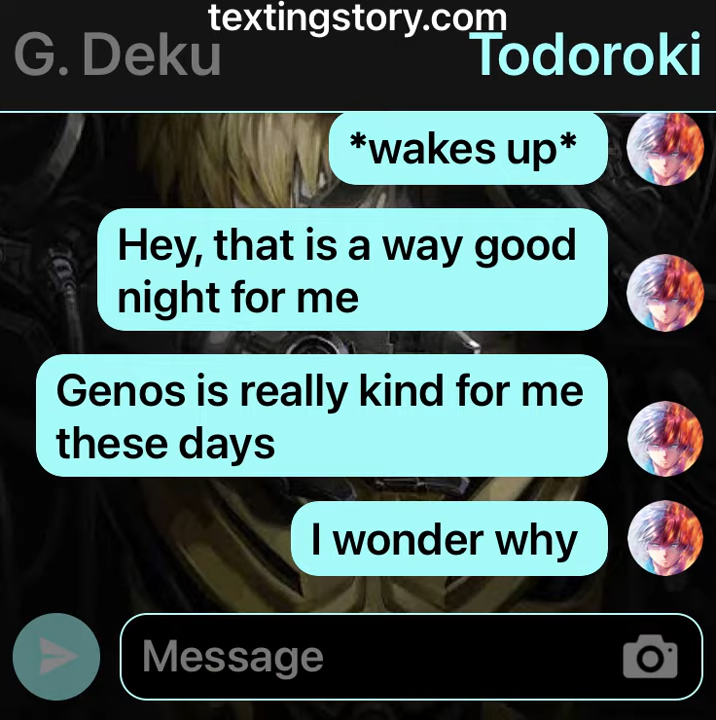 textingstory.com
G. Deku
Todoroki
*wakes up*
Hey, that is a way good
night for me
Genos is really kind for me
these days
I wonder why
Message